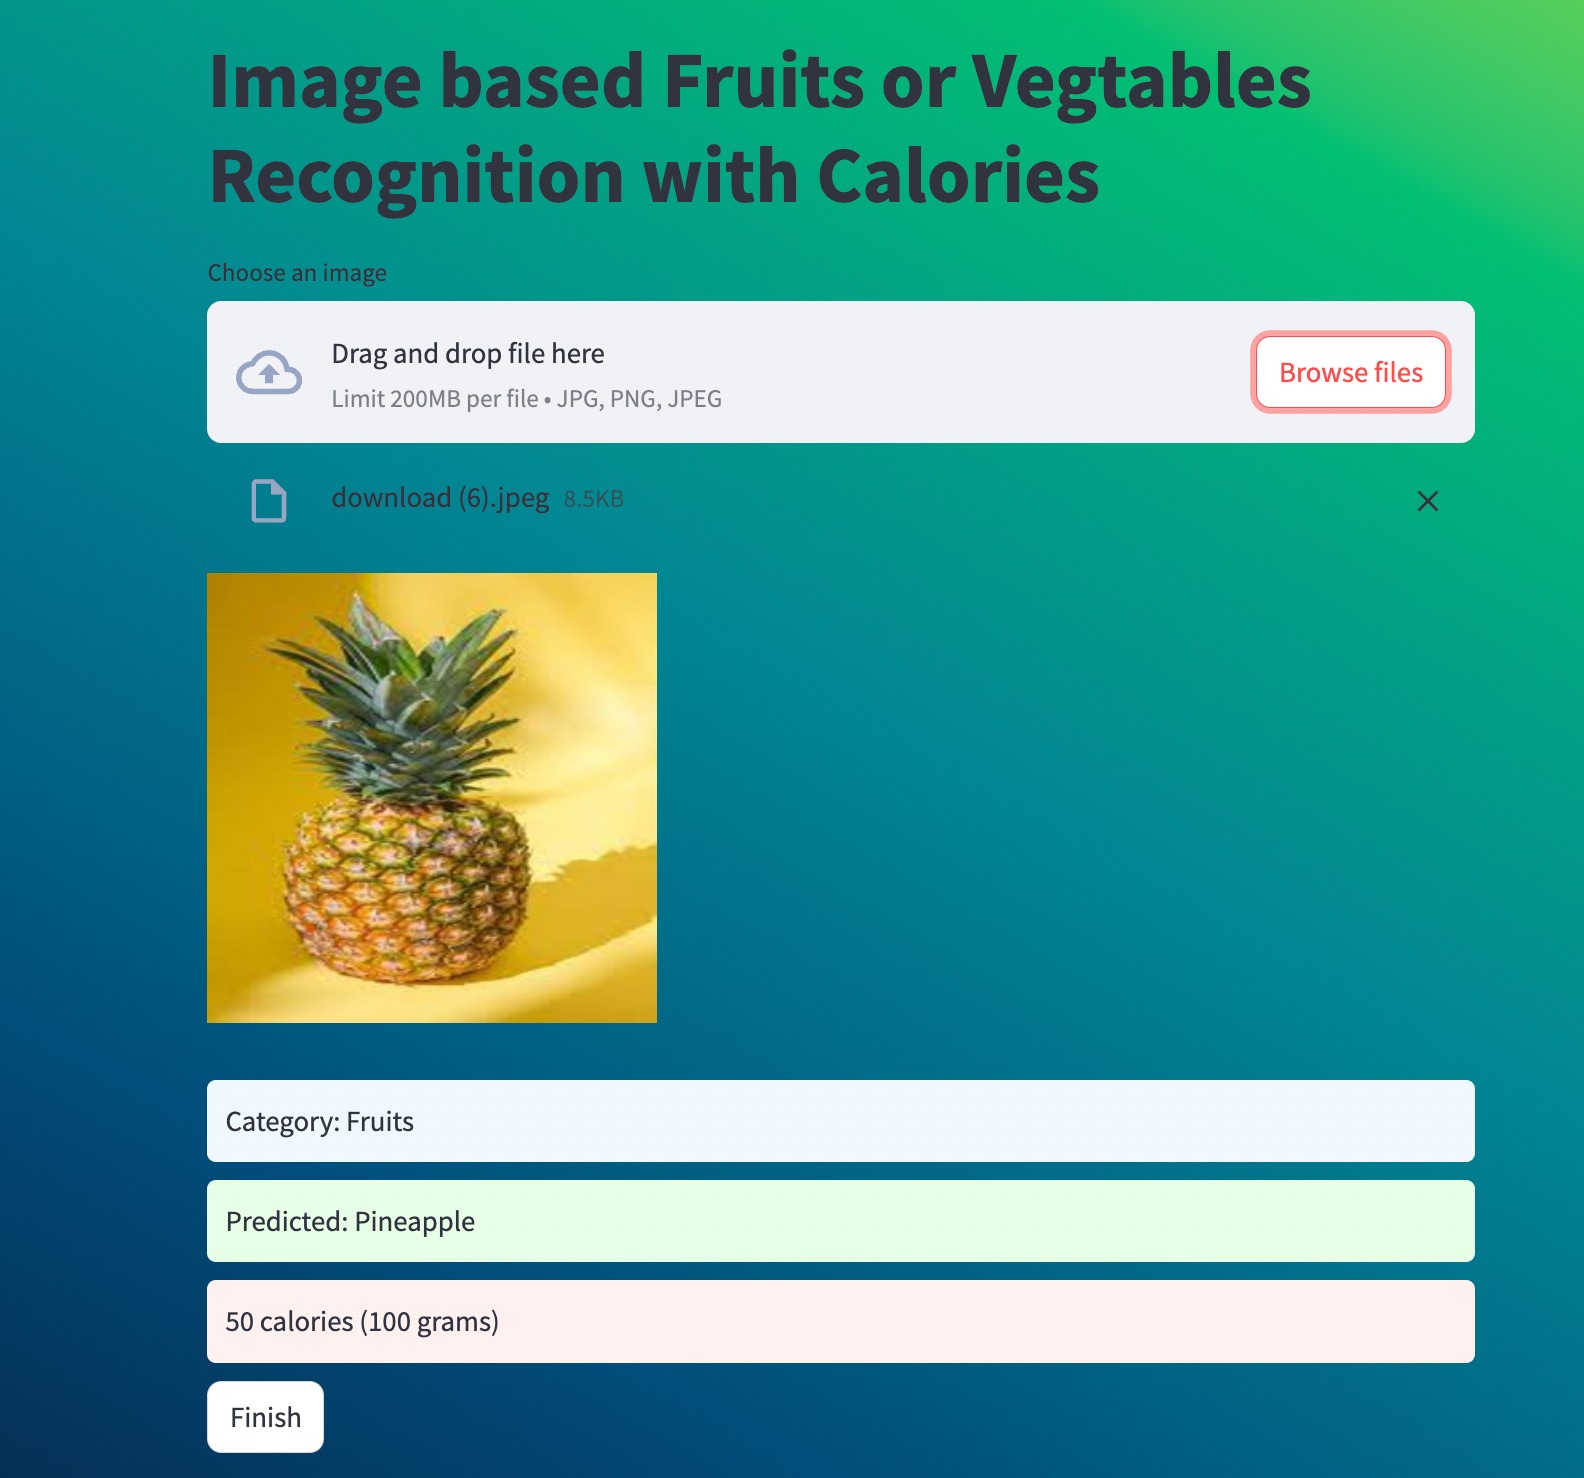 Image based Fruits or Vegtables
Recognition with Calories
Choose an image
Drag and drop file here
Limit 200MB per file • JPG, PNG, JPEG
Browse files
download (6).jpeg 8.5KB
Category: Fruits
Predicted: Pineapple
50 calories (100 grams)
Finish